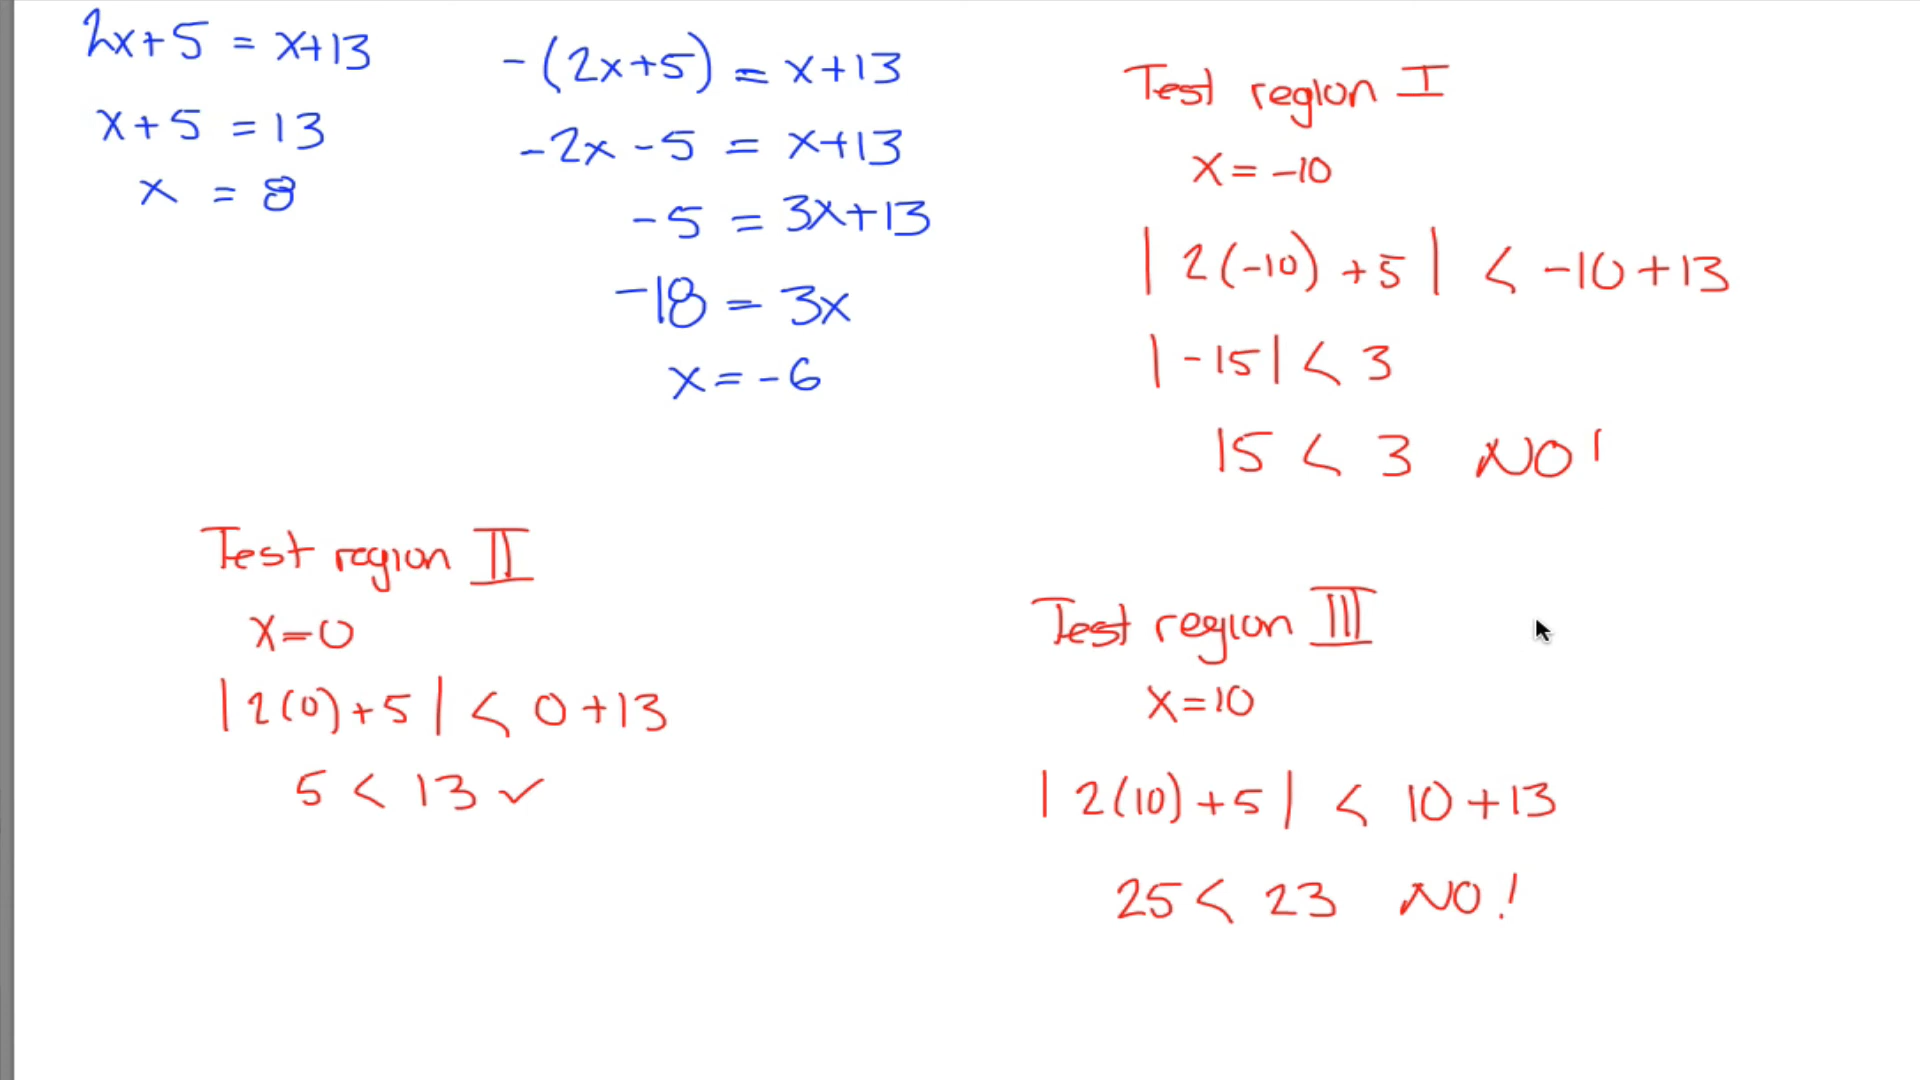 2x+5 = x+13
x+5 = 13
x = 8
-(2x+5) = x+13
-2x -5 = x+13
-5 = 3x+13
-18 = 3x
x = -6
Test region I
x = -10
|2(-10) +5| < -10+13
|-15| < 3
15 < 3 NO!
Test region II
x=0
|2(0)+5| < 0+13
5 < 13 ✓
Test region III
x=10
|2(10)+5| < 10+13
25 < 23 NO!